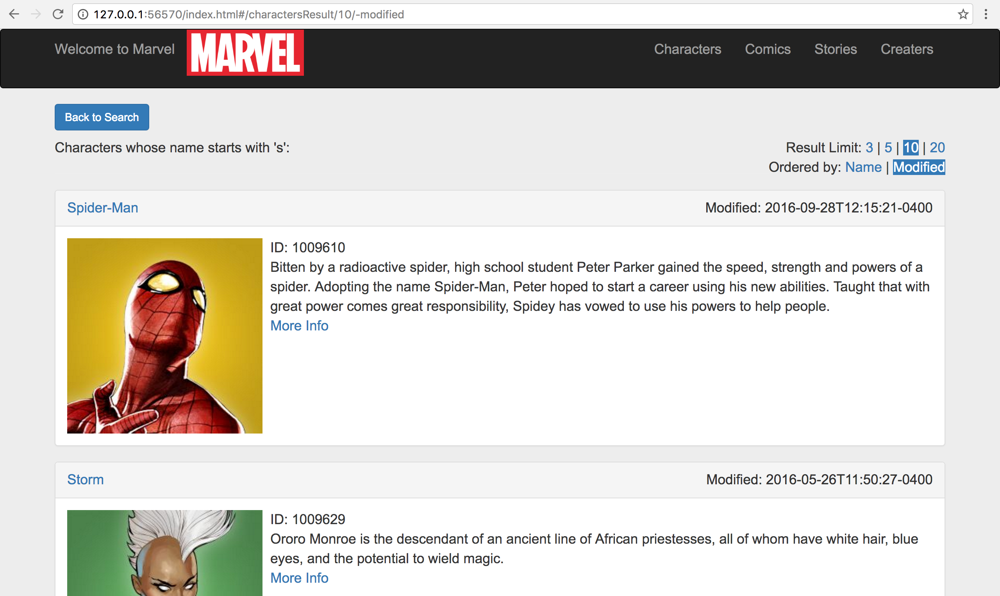 127.0.0.1:56570/index.html#/charactersResult/10/-modified
Welcome to Marvel MARVEL Characters Comics Stories Creaters
Back to Search
Characters whose name starts with 's': Result Limit: 3 | 5 | 10 | 20
Ordered by: Name | Modified
Spider-Man Modified: 2016-09-28T12:15:21-0400
ID: 1009610
Bitten by a radioactive spider, high school student Peter Parker gained the speed, strength and powers of a
spider. Adopting the name Spider-Man, Peter hoped to start a career using his new abilities. Taught that with
great power comes great responsibility, Spidey has vowed to use his powers to help people.
More Info
Storm Modified: 2016-05-26T11:50:27-0400
ID: 1009629
Ororo Monroe is the descendant of an ancient line of African priestesses, all of whom have white hair, blue
eyes, and the potential to wield magic.
More Info